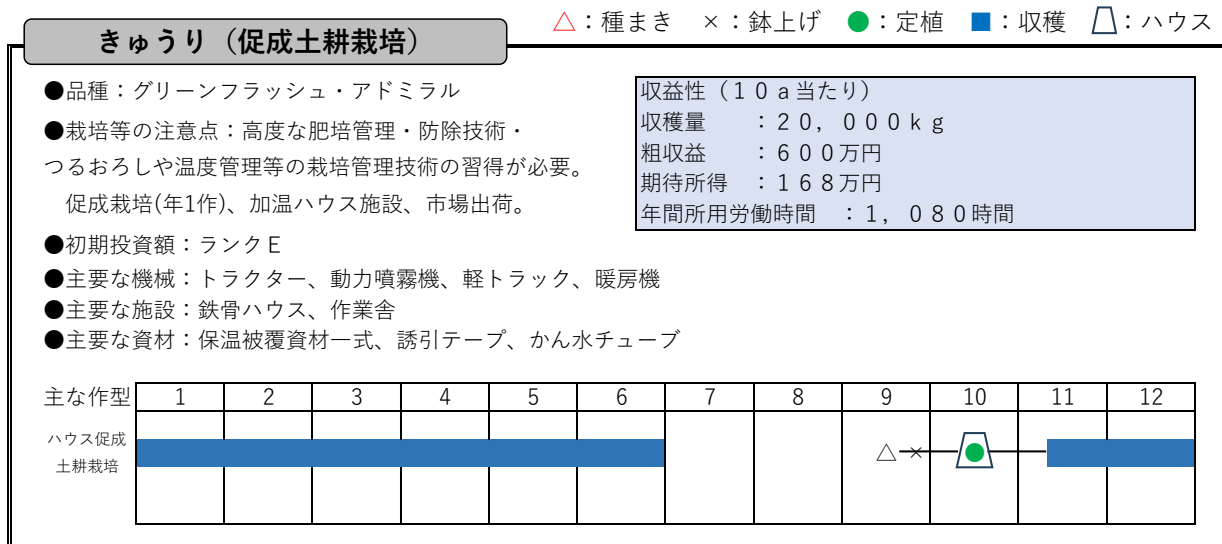 △：種まき ×：鉢上げ ●：定植 ■：収穫 ：ハウス
きゅうり（促成土耕栽培）
●品種：グリーンフラッシュ・アドミラル
●栽培等の注意点：高度な肥培管理・防除技術・
つるおろしや温度管理等の栽培管理技術の習得が必要。
促成栽培(年1作)、加温ハウス施設、市場出荷。
●初期投資額：ランクＥ
●主要な機械：トラクター、動力噴霧機、軽トラック、暖房機
●主要な施設：鉄骨ハウス、作業舎
●主要な資材：保温被覆資材一式、誘引テープ、かん水チューブ
収益性（１０ａ当たり）
収穫量 ：２０，０００ｋｇ
粗収益 ：６００万円
期待所得 ：１６８万円
年間所用労働時間 ：１，０８０時間
主な作型 1 2 3 4 5 6 7 8 9 10 11 12
ハウス促成
土耕栽培